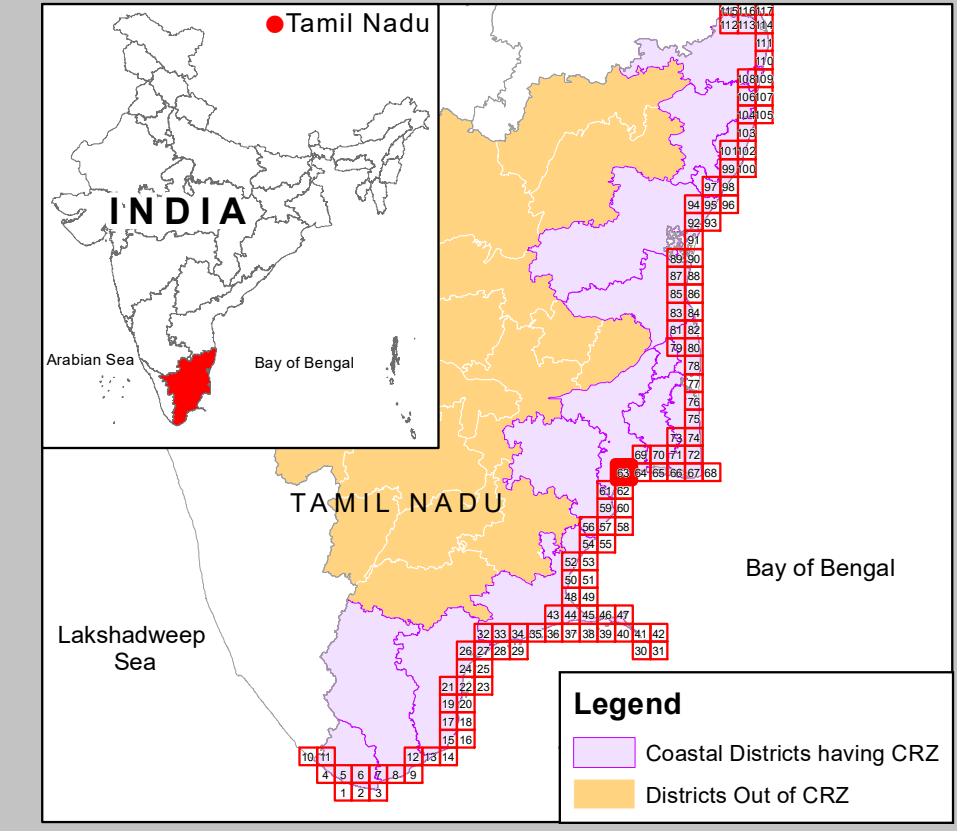 Tamil Nadu
INDIA
Arabian Sea
Bay of Bengal
115 116 117
112 113 114
111
110
108 109
106 107
104 105
103
101 102
99 100
97 98
94 95 96
92 93
91
89 90
87 88
85 86
83 84
81 82
79 80
78
77
76
75
73 74
69 70 71 72
63 64 65 66 67 68
61 62
TAMIL NADU
59 60
56 57 58
54 55
52 53
Bay of Bengal
50 51
48 49
43 44 45 46 47
Lakshadweep
Sea
32 33 34 35 36 37 38 39 40 41 42
26 27 28 29 30 31
24 25
21 22 23
19 20
17 18
15 16
10 11 12 13 14
4 5 6 7 8 9
1 2 3
Legend
Coastal Districts having CRZ
Districts Out of CRZ